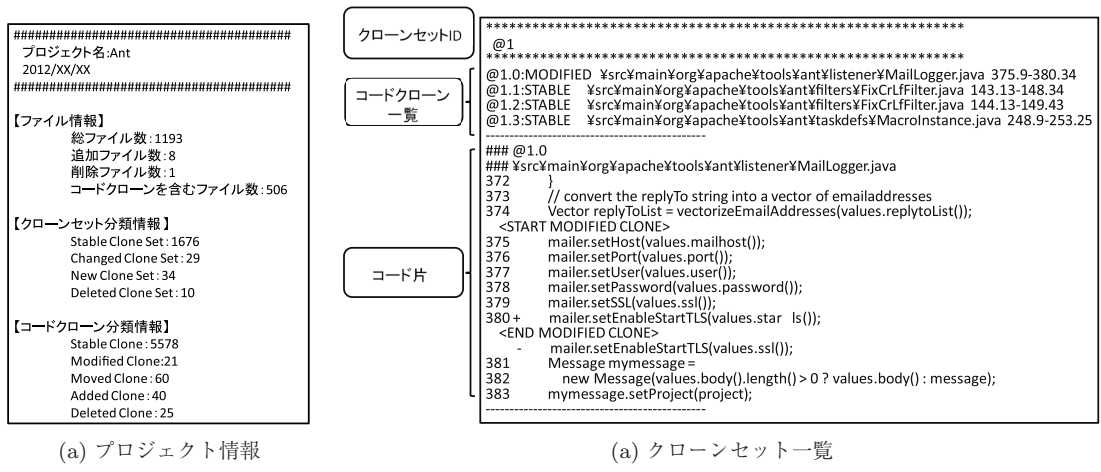 #######################################
プロジェクト名:Ant
2012/XX/XX
#######################################
【ファイル情報】
総ファイル数:1193
追加ファイル数:8
削除ファイル数:1
コードクローンを含むファイル数:506
【クローンセット分類情報】
Stable Clone Set:1676
Changed Clone Set:29
New Clone Set:34
Deleted Clone Set:10
【コードクローン分類情報】
Stable Clone:5578
Modified Clone:21
Moved Clone:60
Added Clone:40
Deleted Clone:25
(a) プロジェクト情報
クローンセットID
コードクローン
一覧
コード片
************************************************************
@1
************************************************************
@1.0:MODIFIED ¥src¥main¥org¥apache¥tools¥ant¥listener¥MailLogger.java 375.9-380.34
@1.1:STABLE ¥src¥main¥org¥apache¥tools¥ant¥filters¥FixCrLfFilter.java 143.13-148.34
@1.2:STABLE ¥src¥main¥org¥apache¥tools¥ant¥filters¥FixCrLfFilter.java 144.13-149.43
@1.3:STABLE ¥src¥main¥org¥apache¥tools¥ant¥taskdefs¥MacroInstance.java 248.9-253.25
----------------------------------------------
### @1.0
### ¥src¥main¥org¥apache¥tools¥ant¥listener¥MailLogger.java
372 }
373 // convert the replyTo string into a vector of emailaddresses
374 Vector replyToList = vectorizeEmailAddresses(values.replytoList());
<START MODIFIED CLONE>
375 mailer.setHost(values.mailhost());
376 mailer.setPort(values.port());
377 mailer.setUser(values.user());
378 mailer.setPassword(values.password());
379 mailer.setSSL(values.ssl());
380 + mailer.setEnableStartTLS(values.star ls());
<END MODIFIED CLONE>
- mailer.setEnableStartTLS(values.ssl());
381 Message mymessage =
382 new Message(values.body().length() > 0 ? values.body() : message);
383 mymessage.setProject(project);
----------------------------------------------
(a) クローンセット一覧